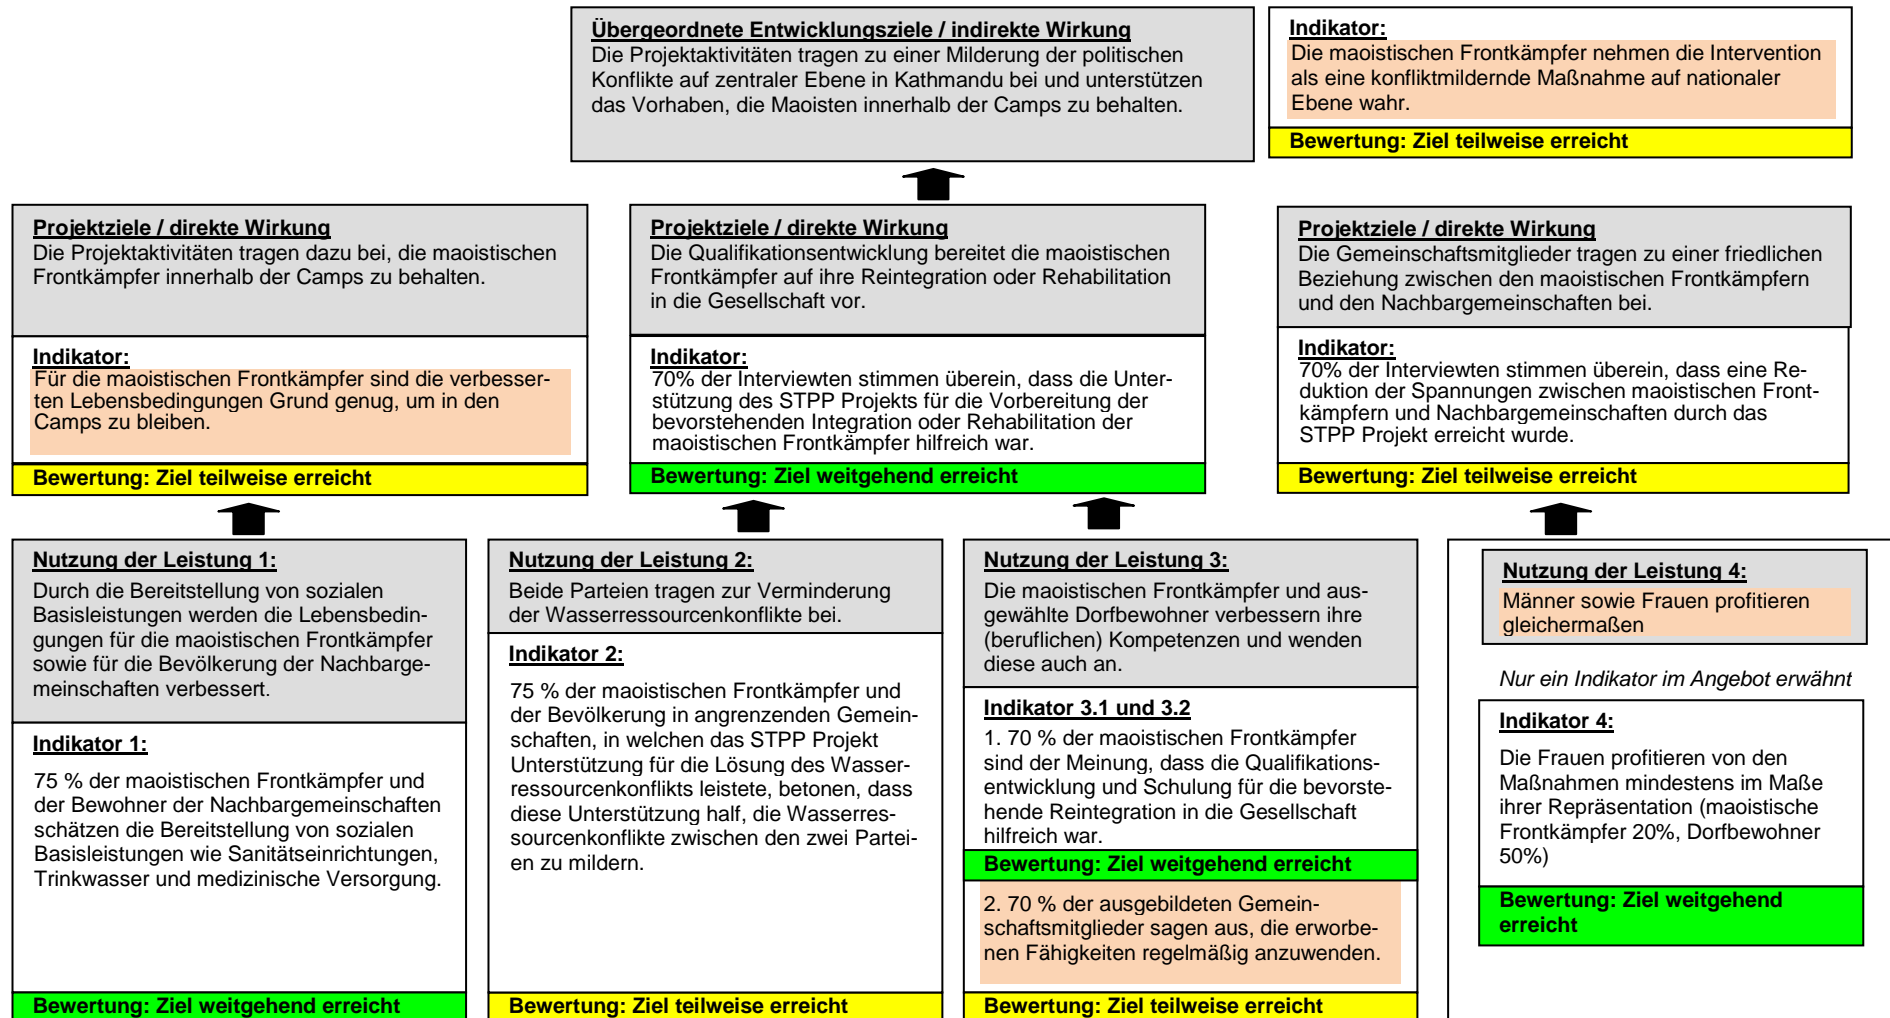 Übergeordnete Entwicklungsziele / indirekte Wirkung
Die Projektaktivitäten tragen zu einer Milderung der politischen
Konflikte auf zentraler Ebene in Kathmandu bei und unterstützen
das Vorhaben, die Maoisten innerhalb der Camps zu behalten.
Indikator:
Die maoistischen Frontkämpfer nehmen die Intervention
als eine konfliktmildernde Maßnahme auf nationaler
Ebene wahr.
Bewertung: Ziel teilweise erreicht
Projektziele / direkte Wirkung
Die Projektaktivitäten tragen dazu bei, die maoistischen
Frontkämpfer innerhalb der Camps zu behalten.
Indikator:
Für die maoistischen Frontkämpfer sind die verbesser-
ten Lebensbedingungen Grund genug, um in den
Camps zu bleiben.
Bewertung: Ziel teilweise erreicht
Projektziele / direkte Wirkung
Die Qualifikationsentwicklung bereitet die maoistischen
Frontkämpfer auf ihre Reintegration oder Rehabilitation
in die Gesellschaft vor.
Indikator:
70% der Interviewten stimmen überein, dass die Unter-
stützung des STPP Projekts für die Vorbereitung der
bevorstehenden Integration oder Rehabilitation der
maoistischen Frontkämpfer hilfreich war.
Bewertung: Ziel weitgehend erreicht
Projektziele / direkte Wirkung
Die Gemeinschaftsmitglieder tragen zu einer friedlichen
Beziehung zwischen den maoistischen Frontkämpfern
und den Nachbargemeinschaften bei.
Indikator:
70% der Interviewten stimmen überein, dass eine Re-
duktion der Spannungen zwischen maoistischen Front-
kämpfern und Nachbargemeinschaften durch das
STPP Projekt erreicht wurde.
Bewertung: Ziel teilweise erreicht
Nutzung der Leistung 1:
Durch die Bereitstellung von sozialen
Basisleistungen werden die Lebensbedin-
gungen für die maoistischen Frontkämpfer
sowie für die Bevölkerung der Nachbarge-
meinschaften verbessert.
Indikator 1:
75 % der maoistischen Frontkämpfer und
der Bewohner der Nachbargemeinschaften
schätzen die Bereitstellung von sozialen
Basisleistungen wie Sanitätseinrichtungen,
Trinkwasser und medizinische Versorgung.
Bewertung: Ziel weitgehend erreicht
Nutzung der Leistung 2:
Beide Parteien tragen zur Verminderung
der Wasserressourcenkonflikte bei.
Indikator 2:
75 % der maoistischen Frontkämpfer und
der Bevölkerung in angrenzenden Gemein-
schaften, in welchen das STPP Projekt
Unterstützung für die Lösung des Wasser-
ressourcenkonflikts leistete, betonen, dass
diese Unterstützung half, die Wasserres-
sourcenkonflikte zwischen den zwei Partei-
en zu mildern.
Bewertung: Ziel teilweise erreicht
Nutzung der Leistung 3:
Die maoistischen Frontkämpfer und aus-
gewählte Dorfbewohner verbessern ihre
(beruflichen) Kompetenzen und wenden
diese auch an.
Indikator 3.1 und 3.2
1. 70 % der maoistischen Frontkämpfer
sind der Meinung, dass die Qualifikations-
entwicklung und Schulung für die bevorste-
hende Reintegration in die Gesellschaft
hilfreich war.
Bewertung: Ziel weitgehend erreicht
2. 70 % der ausgebildeten Gemein-
schaftsmitglieder sagen aus, die erworbe-
nen Fähigkeiten regelmäßig anzuwenden.
Bewertung: Ziel teilweise erreicht
Nutzung der Leistung 4:
Männer sowie Frauen profitieren
gleichermaßen
Nur ein Indikator im Angebot erwähnt
Indikator 4:
Die Frauen profitieren von den
Maßnahmen mindestens im Maße
ihrer Repräsentation (maoistische
Frontkämpfer 20%, Dorfbewohner
50%)
Bewertung: Ziel weitgehend
erreicht